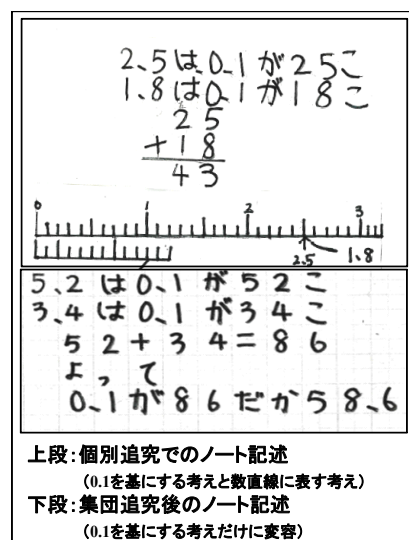 2.5は0.1が25こ
1.8は0.1が18こ
25
+18
43
0 1 2 3
2.5 1.8
5.2は0.1が52こ
3.4は0.1が34こ
52+34=86
よって
0.1が86だから58.6
上段:個別追究でのノート記述
(0.1を基にする考えと数直線に表す考え)
下段:集団追究後のノート記述
(0.1を基にする考えだけに変容)